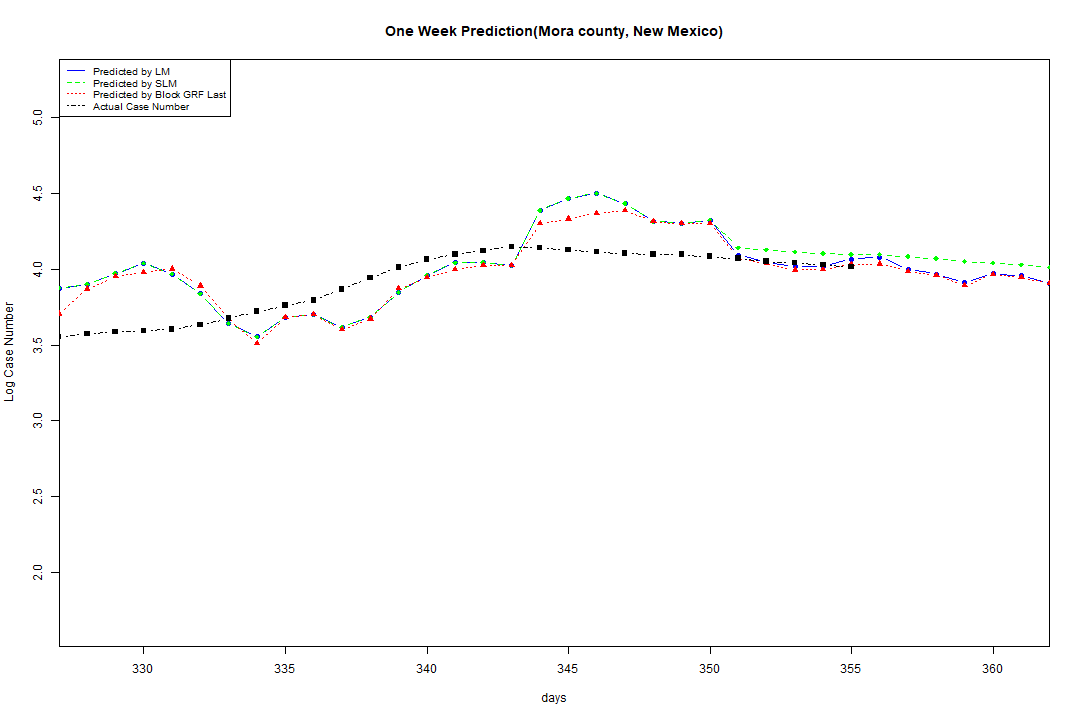 One Week Prediction(Mora county, New Mexico)
Predicted by LM
Predicted by SLM
Predicted by Block GRF Last
Actual Case Number
5.0
4.5
4.0
3.5
3.0
2.5
2.0
Log Case Number
330 335 340 345 350 355 360
days